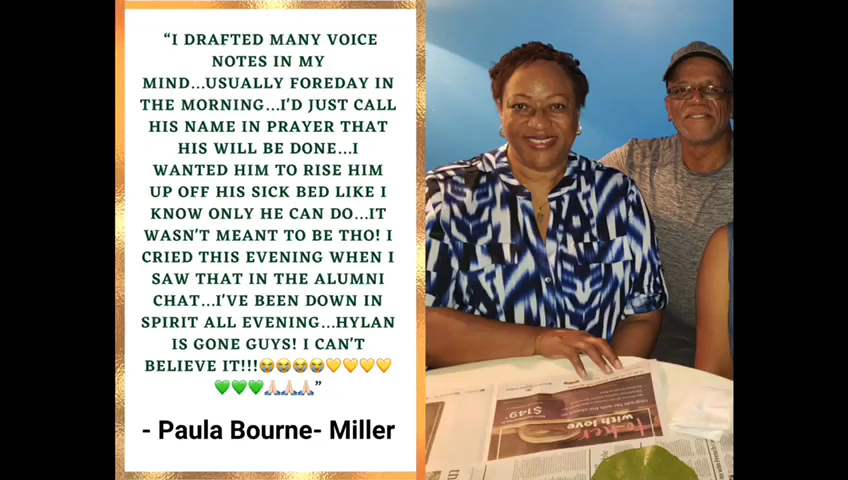 “I DRAFTED MANY VOICE
NOTES IN MY
MIND...USUALLY FOREDAY IN
THE MORNING...I'D JUST CALL
HIS NAME IN PRAYER THAT
HIS WILL BE DONE...I
WANTED HIM TO RISE HIM
UP OFF HIS SICK BED LIKE I
KNOW ONLY HE CAN DO...IT
WASN'T MEANT TO BE THO! I
CRIED THIS EVENING WHEN I
SAW THAT IN THE ALUMNI
CHAT...I'VE BEEN DOWN IN
SPIRIT ALL EVENING...HYLAN
IS GONE GUYS! I CAN'T
BELIEVE IT!!!😭😭😭😭💛💛💛💛
💚💚💚🙏🏻🙏🏻🙏🏻”
- Paula Bourne- Miller
$149
with love